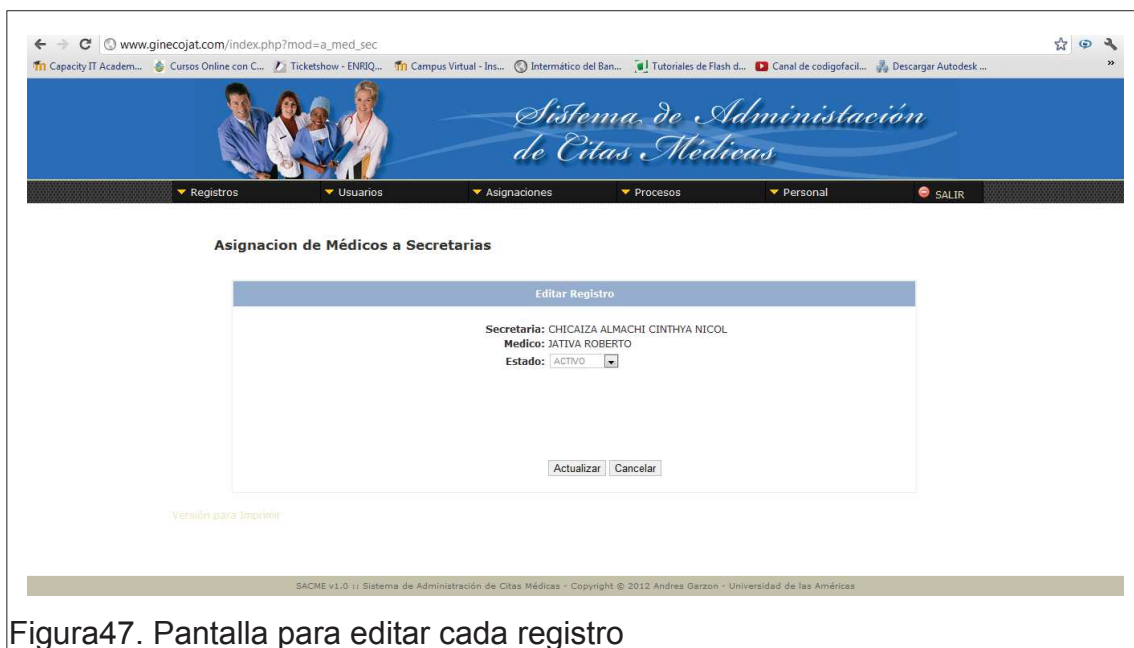 www.ginecojat.com/index.php?mod=a_med_sec
Capacity IT Academ... Cursos Online con C... Ticketshow - ENRIQ... Campus Virtual - Ins... Intermático del Ban... Tutoriales de Flash d... Canal de codigofacil... Descargar Autodesk ... »
Sistema de Administación
de Citas Médicas
Registros Usuarios Asignaciones Procesos Personal SALIR
Asignacion de Médicos a Secretarias
Editar Registro
Secretaria: CHICAIZA ALMACHI CINTHYA NICOL
Medico: JATIVA ROBERTO
Estado: ACTIVO
Actualizar Cancelar
Versión para Imprimir
SACME v1.0 :: Sistema de Administración de Citas Médicas - Copyright © 2012 Andres Garzon - Universidad de las Américas
Figura47. Pantalla para editar cada registro